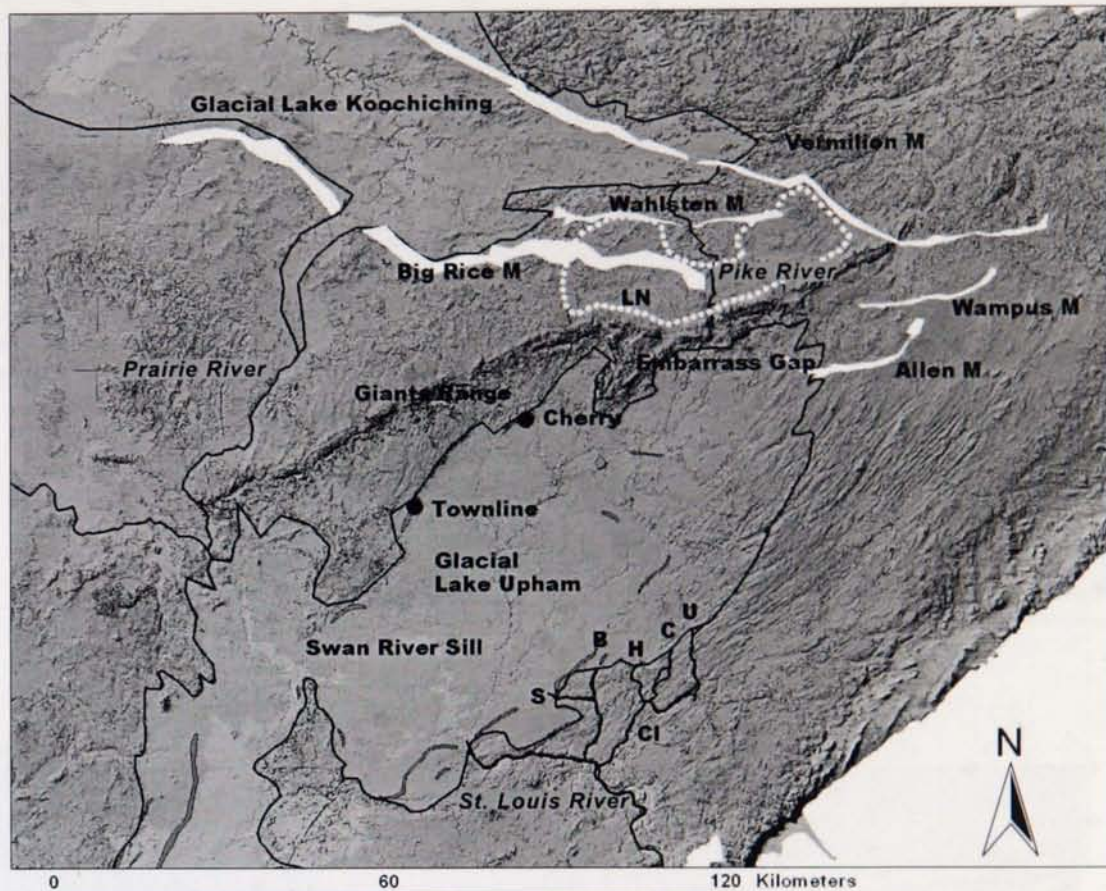 Glacial Lake Koochiching
Vermilion M
Wahlsten M
Big Rice M
Pike River
LN
Wampus M
Prairie River
Embarrass Gap
Allen M
Giants Range
Cherry
Townline
Glacial
Lake Upham
U
C
B
H
Swan River Sill
S
Cl
N
St. Louis River
0 60 120 Kilometers